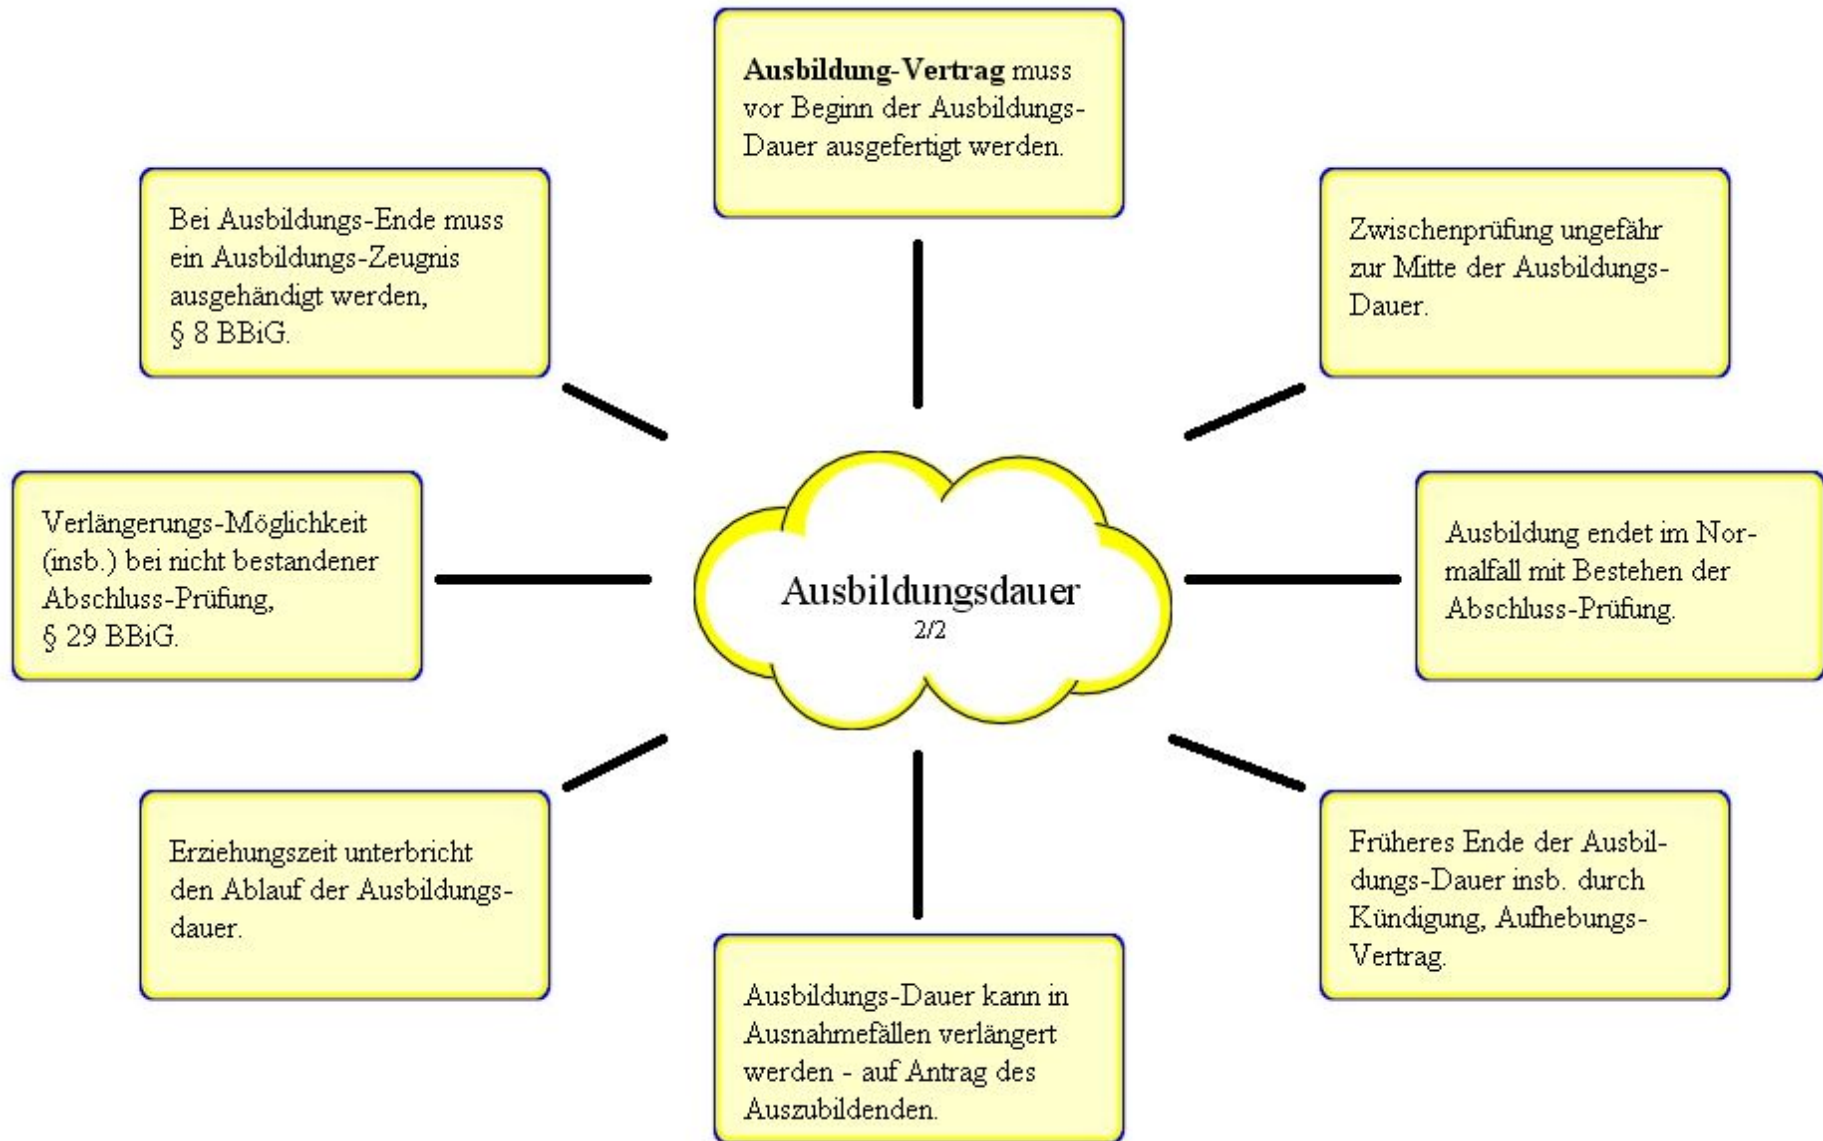 Ausbildung-Vertrag muss
vor Beginn der Ausbildungs-
Dauer ausgefertigt werden.
Bei Ausbildungs-Ende muss
ein Ausbildungs-Zeugnis
ausgehändigt werden,
§ 8 BBiG.
Zwischenprüfung ungefähr
zur Mitte der Ausbildungs-
Dauer.
Verlängerungs-Möglichkeit
(insb.) bei nicht bestandener
Abschluss-Prüfung,
§ 29 BBiG.
Ausbildungsdauer
2/2
Ausbildung endet im Nor-
malfall mit Bestehen der
Abschluss-Prüfung.
Erziehungszeit unterbricht
den Ablauf der Ausbildungs-
dauer.
Früheres Ende der Ausbil-
dungs-Dauer insb. durch
Kündigung, Aufhebungs-
Vertrag.
Ausbildungs-Dauer kann in
Ausnahmefällen verlängert
werden - auf Antrag des
Auszubildenden.